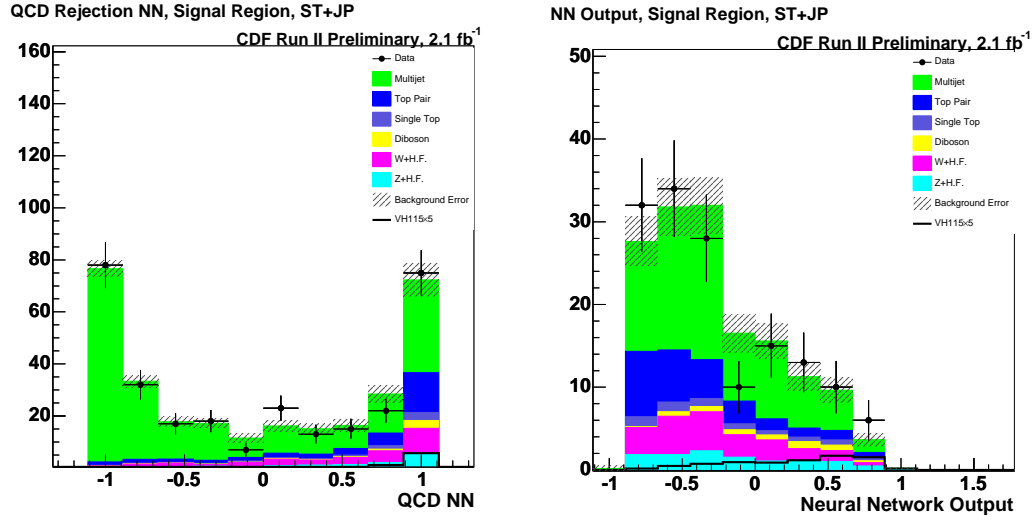 QCD Rejection NN, Signal Region, ST+JP
CDF Run II Preliminary, 2.1 fb-1
160
140
120
100
80
60
40
20
-1 -0.5 0 0.5 1
QCD NN
Data
Multijet
Top Pair
Single Top
Diboson
W+H.F.
Z+H.F.
Background Error
VH115×5
NN Output, Signal Region, ST+JP
CDF Run II Preliminary, 2.1 fb-1
50
40
30
20
10
0
-1 -0.5 0 0.5 1 1.5
Neural Network Output
Data
Multijet
Top Pair
Single Top
Diboson
W+H.F.
Z+H.F.
Background Error
VH115×5